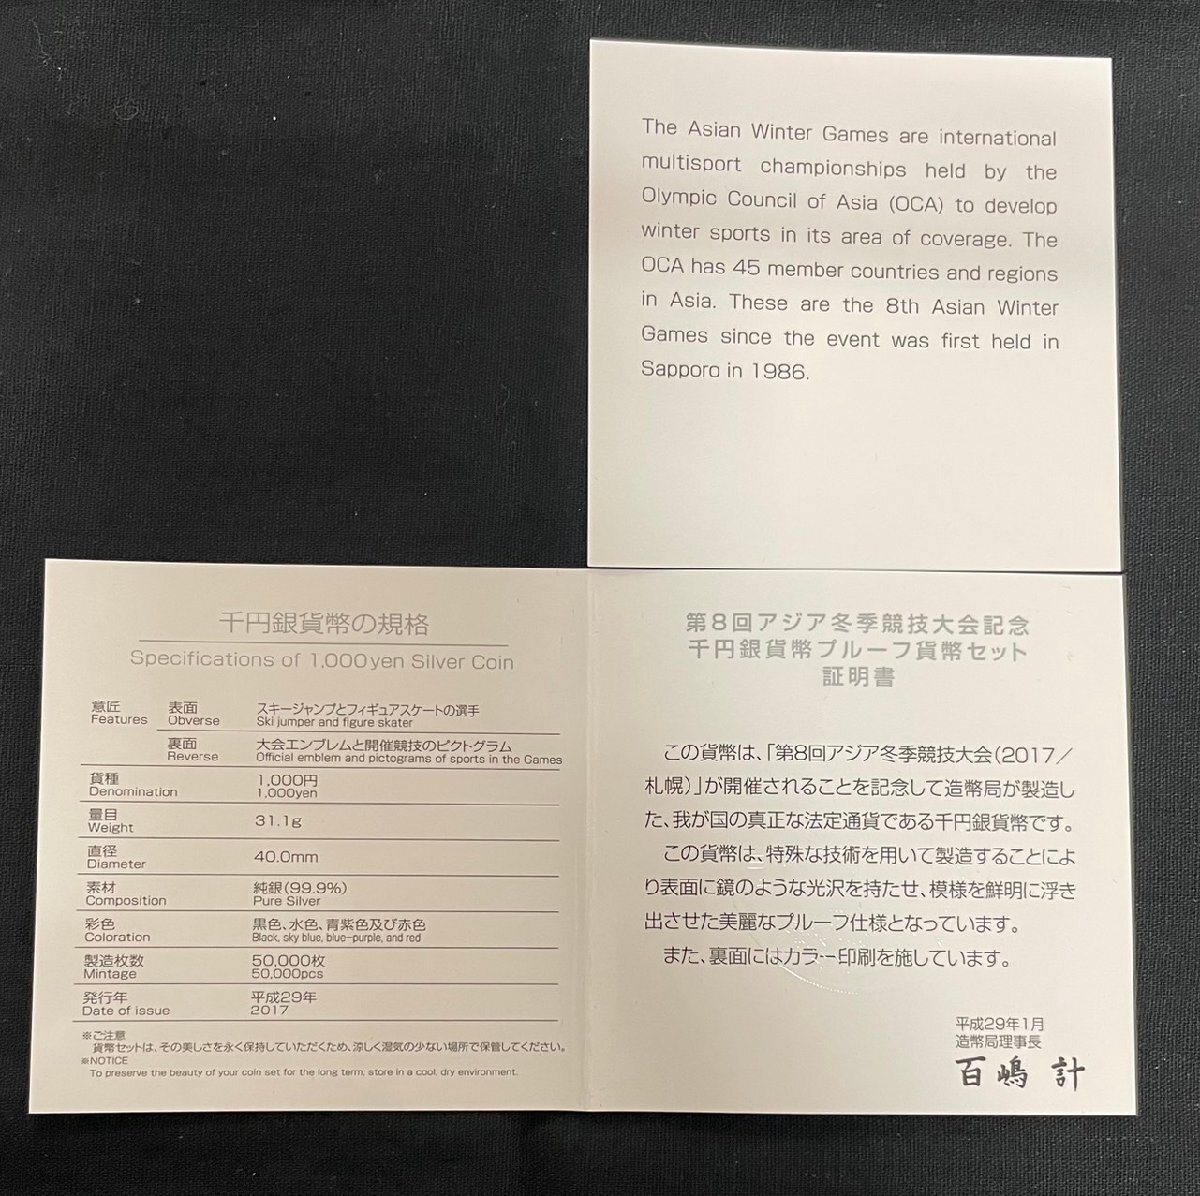 The Asian Winter Games are international
multisport championships held by the
Olympic Council of Asia (OCA) to develop
winter sports in its area of coverage. The
OCA has 45 member countries and regions
in Asia. These are the 8th Asian Winter
Games since the event was first held in
Sapporo in 1986.
千円銀貨幣の規格
Specifications of 1,000yen Silver Coin
意匠 表面 スキージャンプとフィギュアスケートの選手
Features Obverse Ski jumper and figure skater
裏面 大会エンブレムと開催競技のピクトグラム
Reverse Official emblem and pictograms of sports in the Games
貨種 1,000円
Denomination 1,000yen
量目 31.1g
Weight
直径 40.0mm
Diameter
素材 純銀(99.9%)
Composition Pure Silver
彩色 黒色、水色、青紫色及び赤色
Coloration Black, sky blue, blue-purple, and red
製造枚数 50,000枚
Mintage 50,000pcs
発行年 平成29年
Date of issue 2017
※ご注意
貨幣セットは、その美しさを永く保持していただくため、涼しく湿気の少ない場所で保管してください。
※NOTICE
To preserve the beauty of your coin set for the long term, store in a cool, dry environment.
第8回アジア冬季競技大会記念
千円銀貨幣プルーフ貨幣セット
証明書
この貨幣は、「第8回アジア冬季競技大会(2017／
札幌)」が開催されることを記念して造幣局が製造し
た、我が国の真正な法定通貨である千円銀貨幣です。
この貨幣は、特殊な技術を用いて製造することによ
り表面に鏡のような光沢を持たせ、模様を鮮明に浮き
出させた美麗なプルーフ仕様となっています。
また、裏面にはカラー印刷を施しています。
平成29年1月
造幣局理事長
百嶋 計